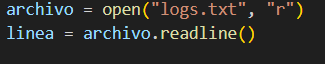 archivo = open("logs.txt", "r")
linea = archivo.readline()